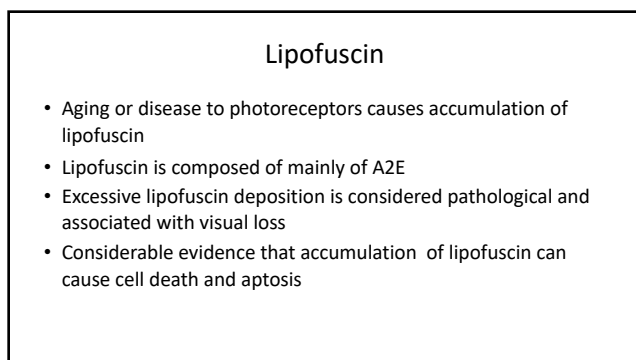 Lipofuscin
• Aging or disease to photoreceptors causes accumulation of
lipofuscin
• Lipofuscin is composed of mainly of A2E
• Excessive lipofuscin deposition is considered pathological and
associated with visual loss
• Considerable evidence that accumulation of lipofuscin can
cause cell death and aptosis